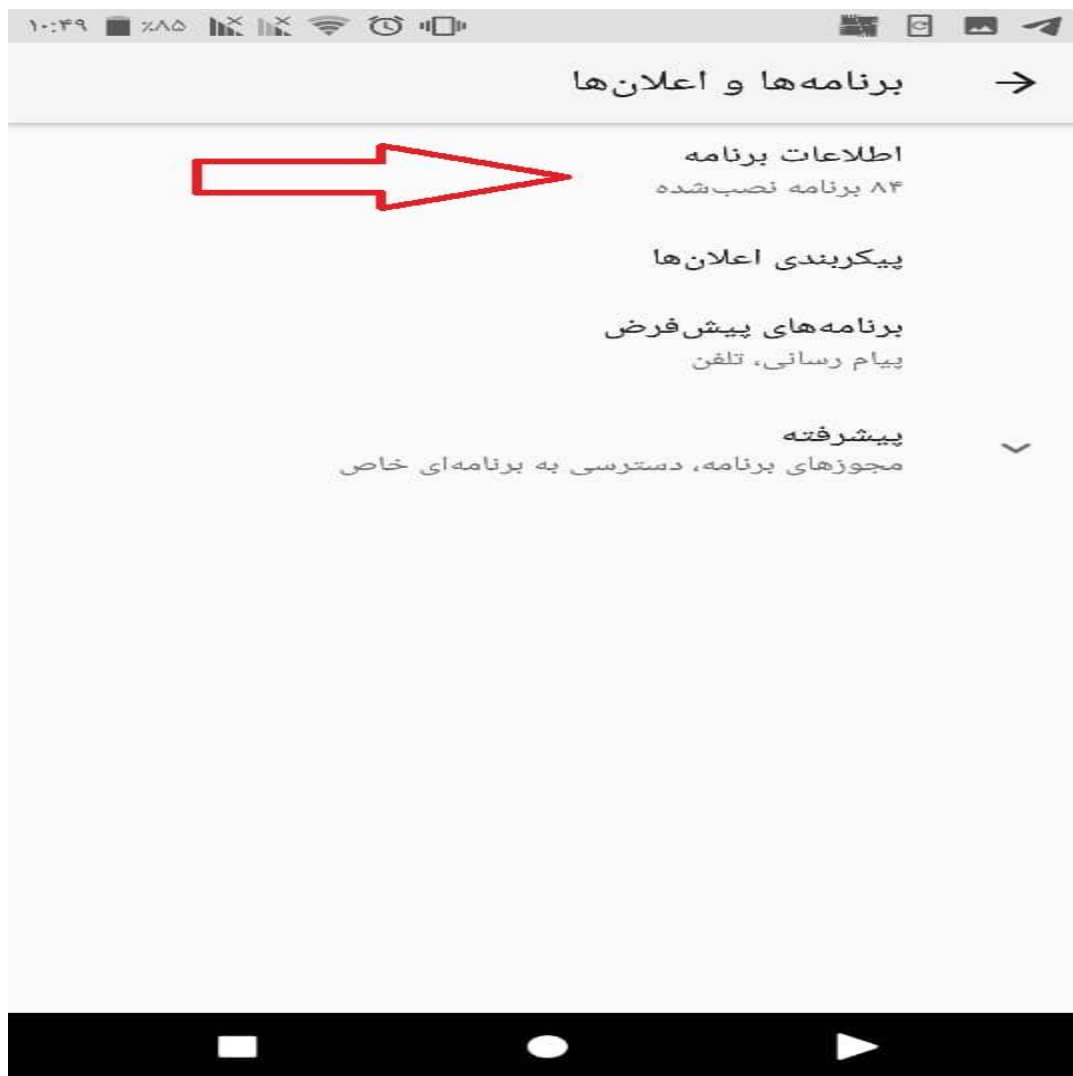 ۱۰:۴۹ ٪۸۵
برنامه‌ها و اعلان‌ها
اطلاعات برنامه
۸۴ برنامه نصب‌شده
پیکربندی اعلان‌ها
برنامه‌های پیش‌فرض
پیام رسانی، تلفن
پیشرفته
مجوزهای برنامه، دسترسی به برنامه‌ای خاص